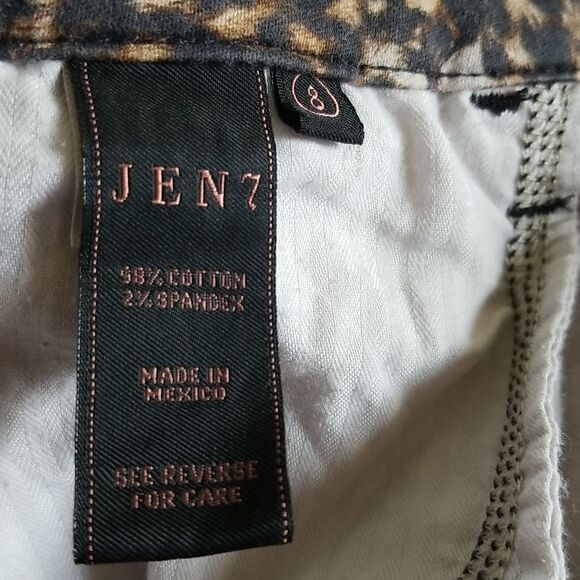 JEN7
8
98% COTTON
2% SPANDEX
MADE IN
MEXICO
SEE REVERSE
FOR CARE